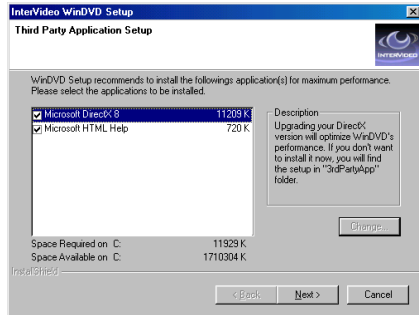 InterVideo WinDVD Setup
Third Party Application Setup
INTERVIDEO
WinDVD Setup recommends to install the followings application(s) for maximum performance.
Please select the applications to be installed.
Microsoft DirectX 8 11209 K
Microsoft HTML Help 720 K
Description
Upgrading your DirectX
version will optimize WinDVD's
performance. If you don't want
to install it now, you will find
the setup in "3rdPartyApp"
folder.
Change...
Space Required on C: 11929 K
Space Available on C: 1710304 K
InstallShield
< Back Next > Cancel